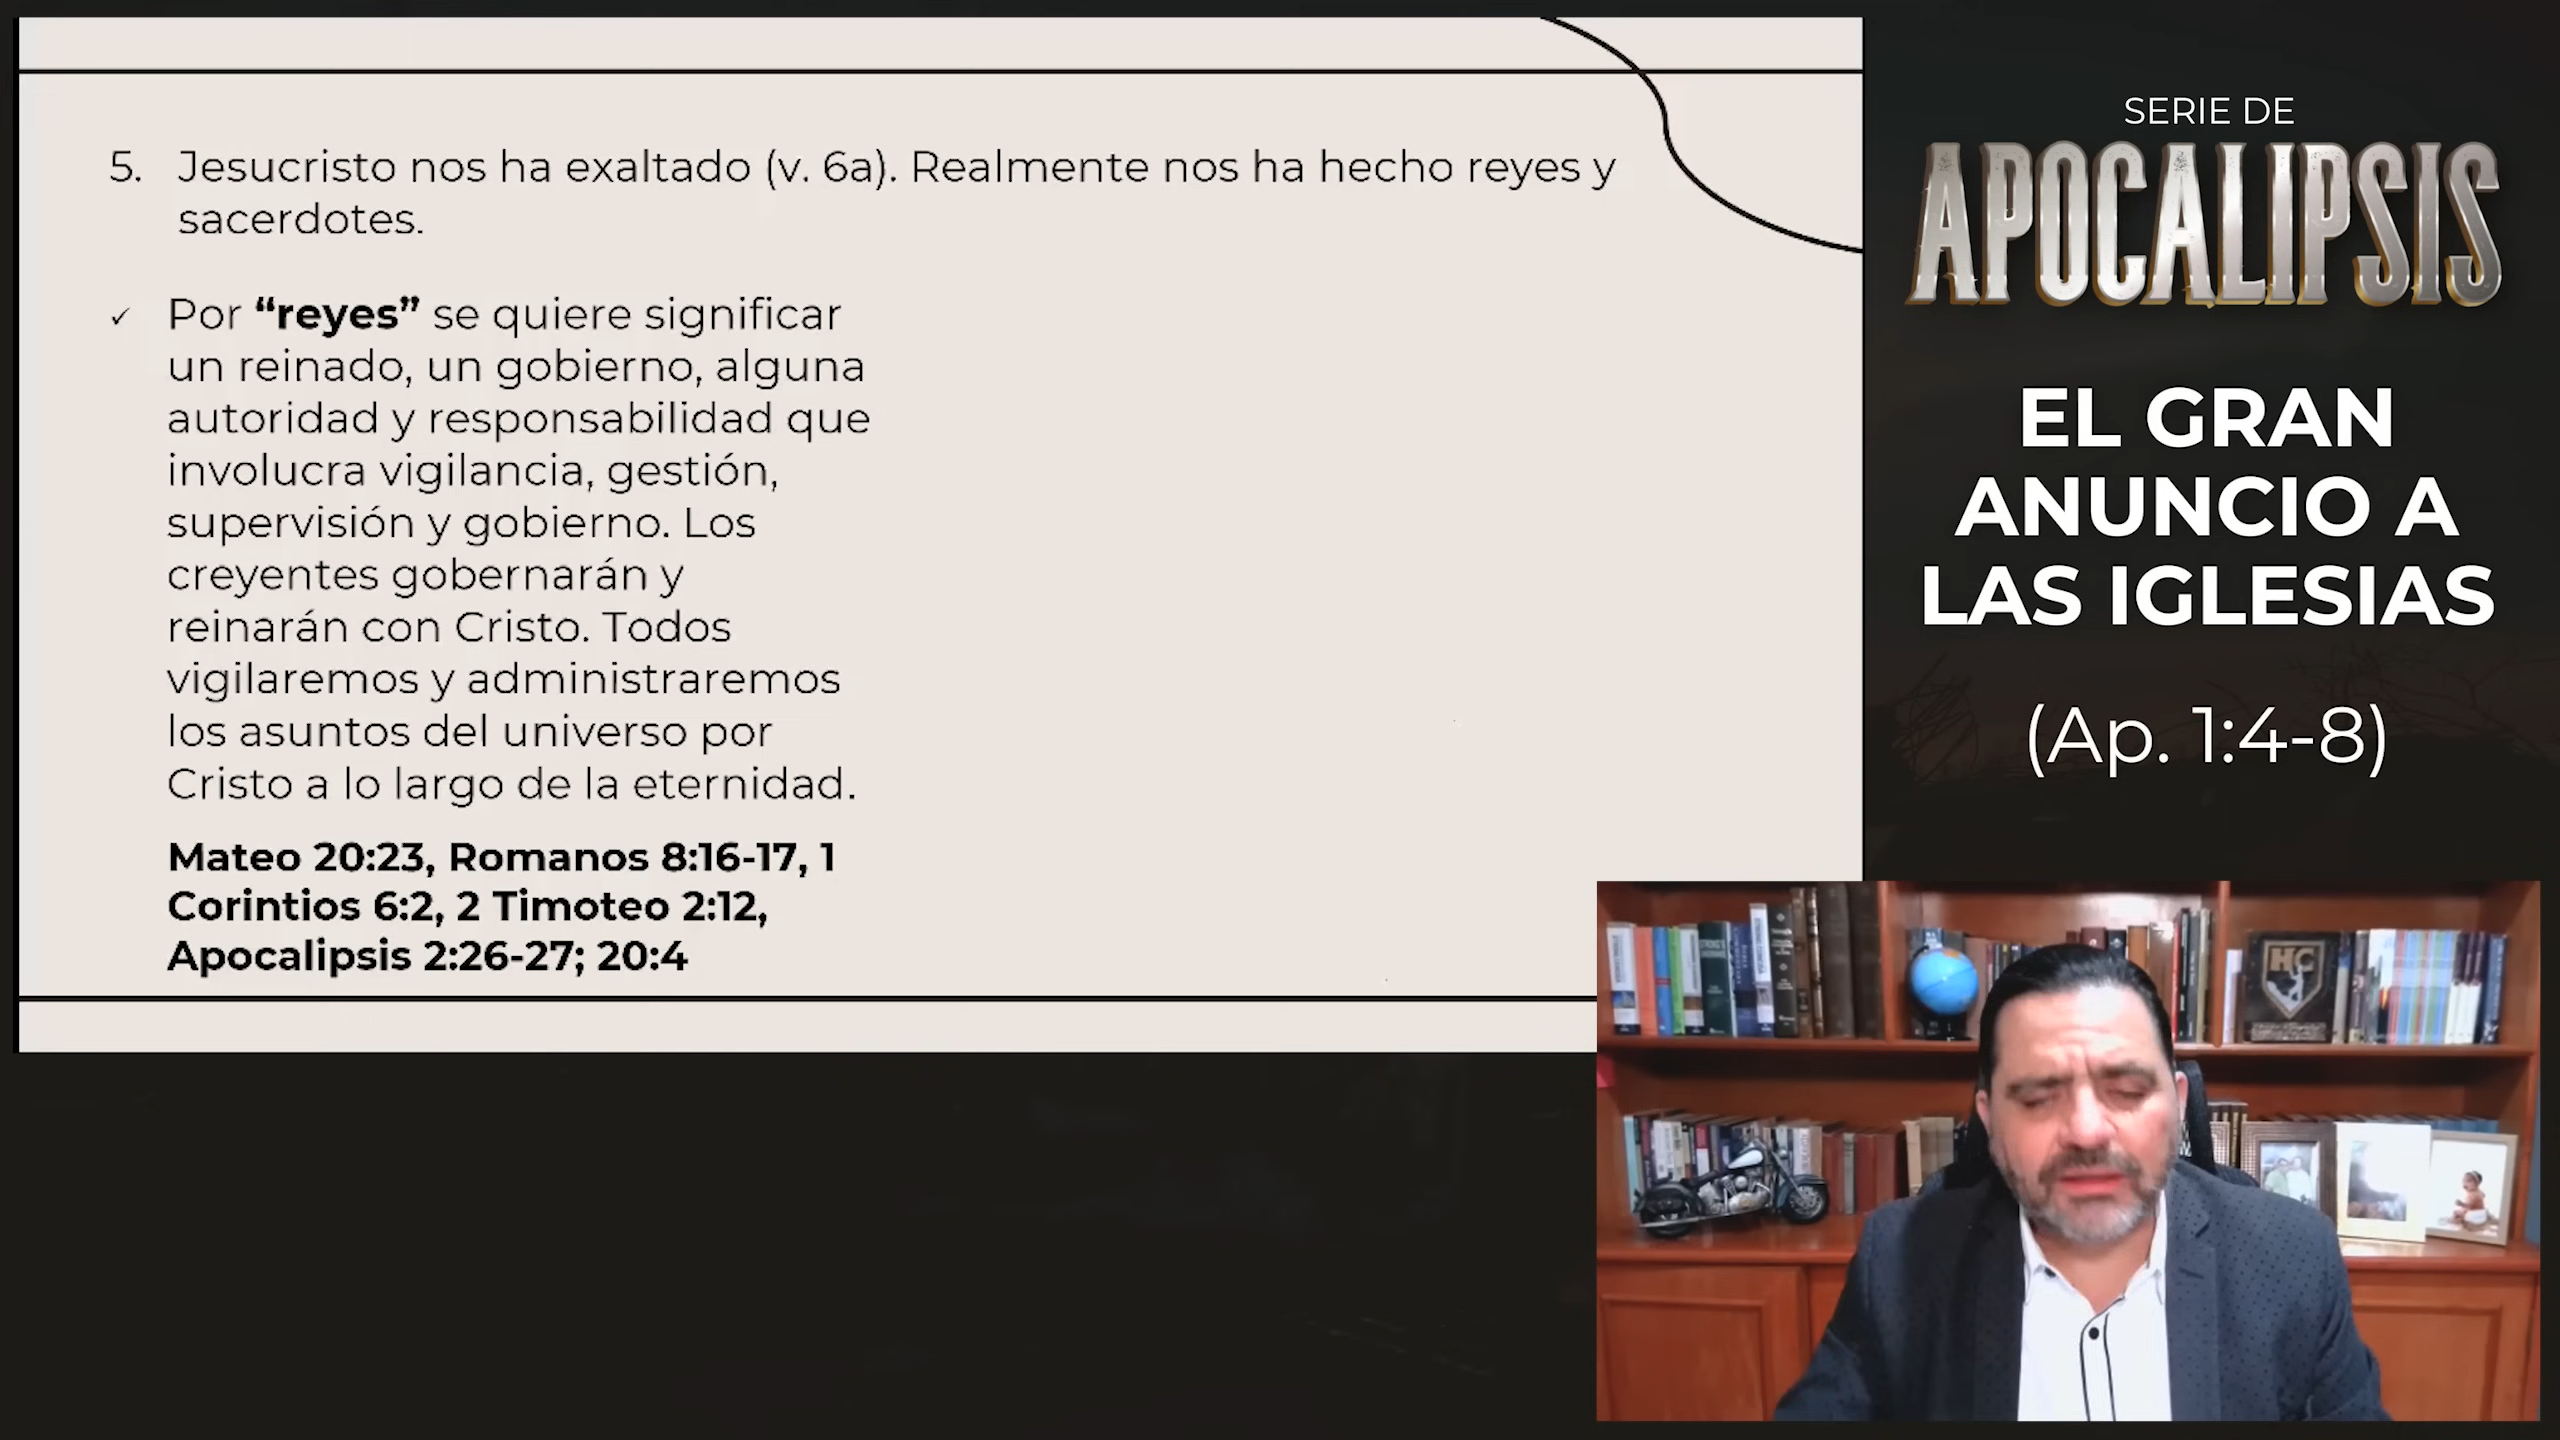 5. Jesucristo nos ha exaltado (v. 6a). Realmente nos ha hecho reyes y
sacerdotes.
✓ Por “reyes” se quiere significar
un reinado, un gobierno, alguna
autoridad y responsabilidad que
involucra vigilancia, gestión,
supervisión y gobierno. Los
creyentes gobernarán y
reinarán con Cristo. Todos
vigilaremos y administraremos
los asuntos del universo por
Cristo a lo largo de la eternidad.
Mateo 20:23, Romanos 8:16-17, 1
Corintios 6:2, 2 Timoteo 2:12,
Apocalipsis 2:26-27; 20:4
SERIE DE
APOCALIPSIS
EL GRAN
ANUNCIO A
LAS IGLESIAS
(Ap. 1:4-8)
HC